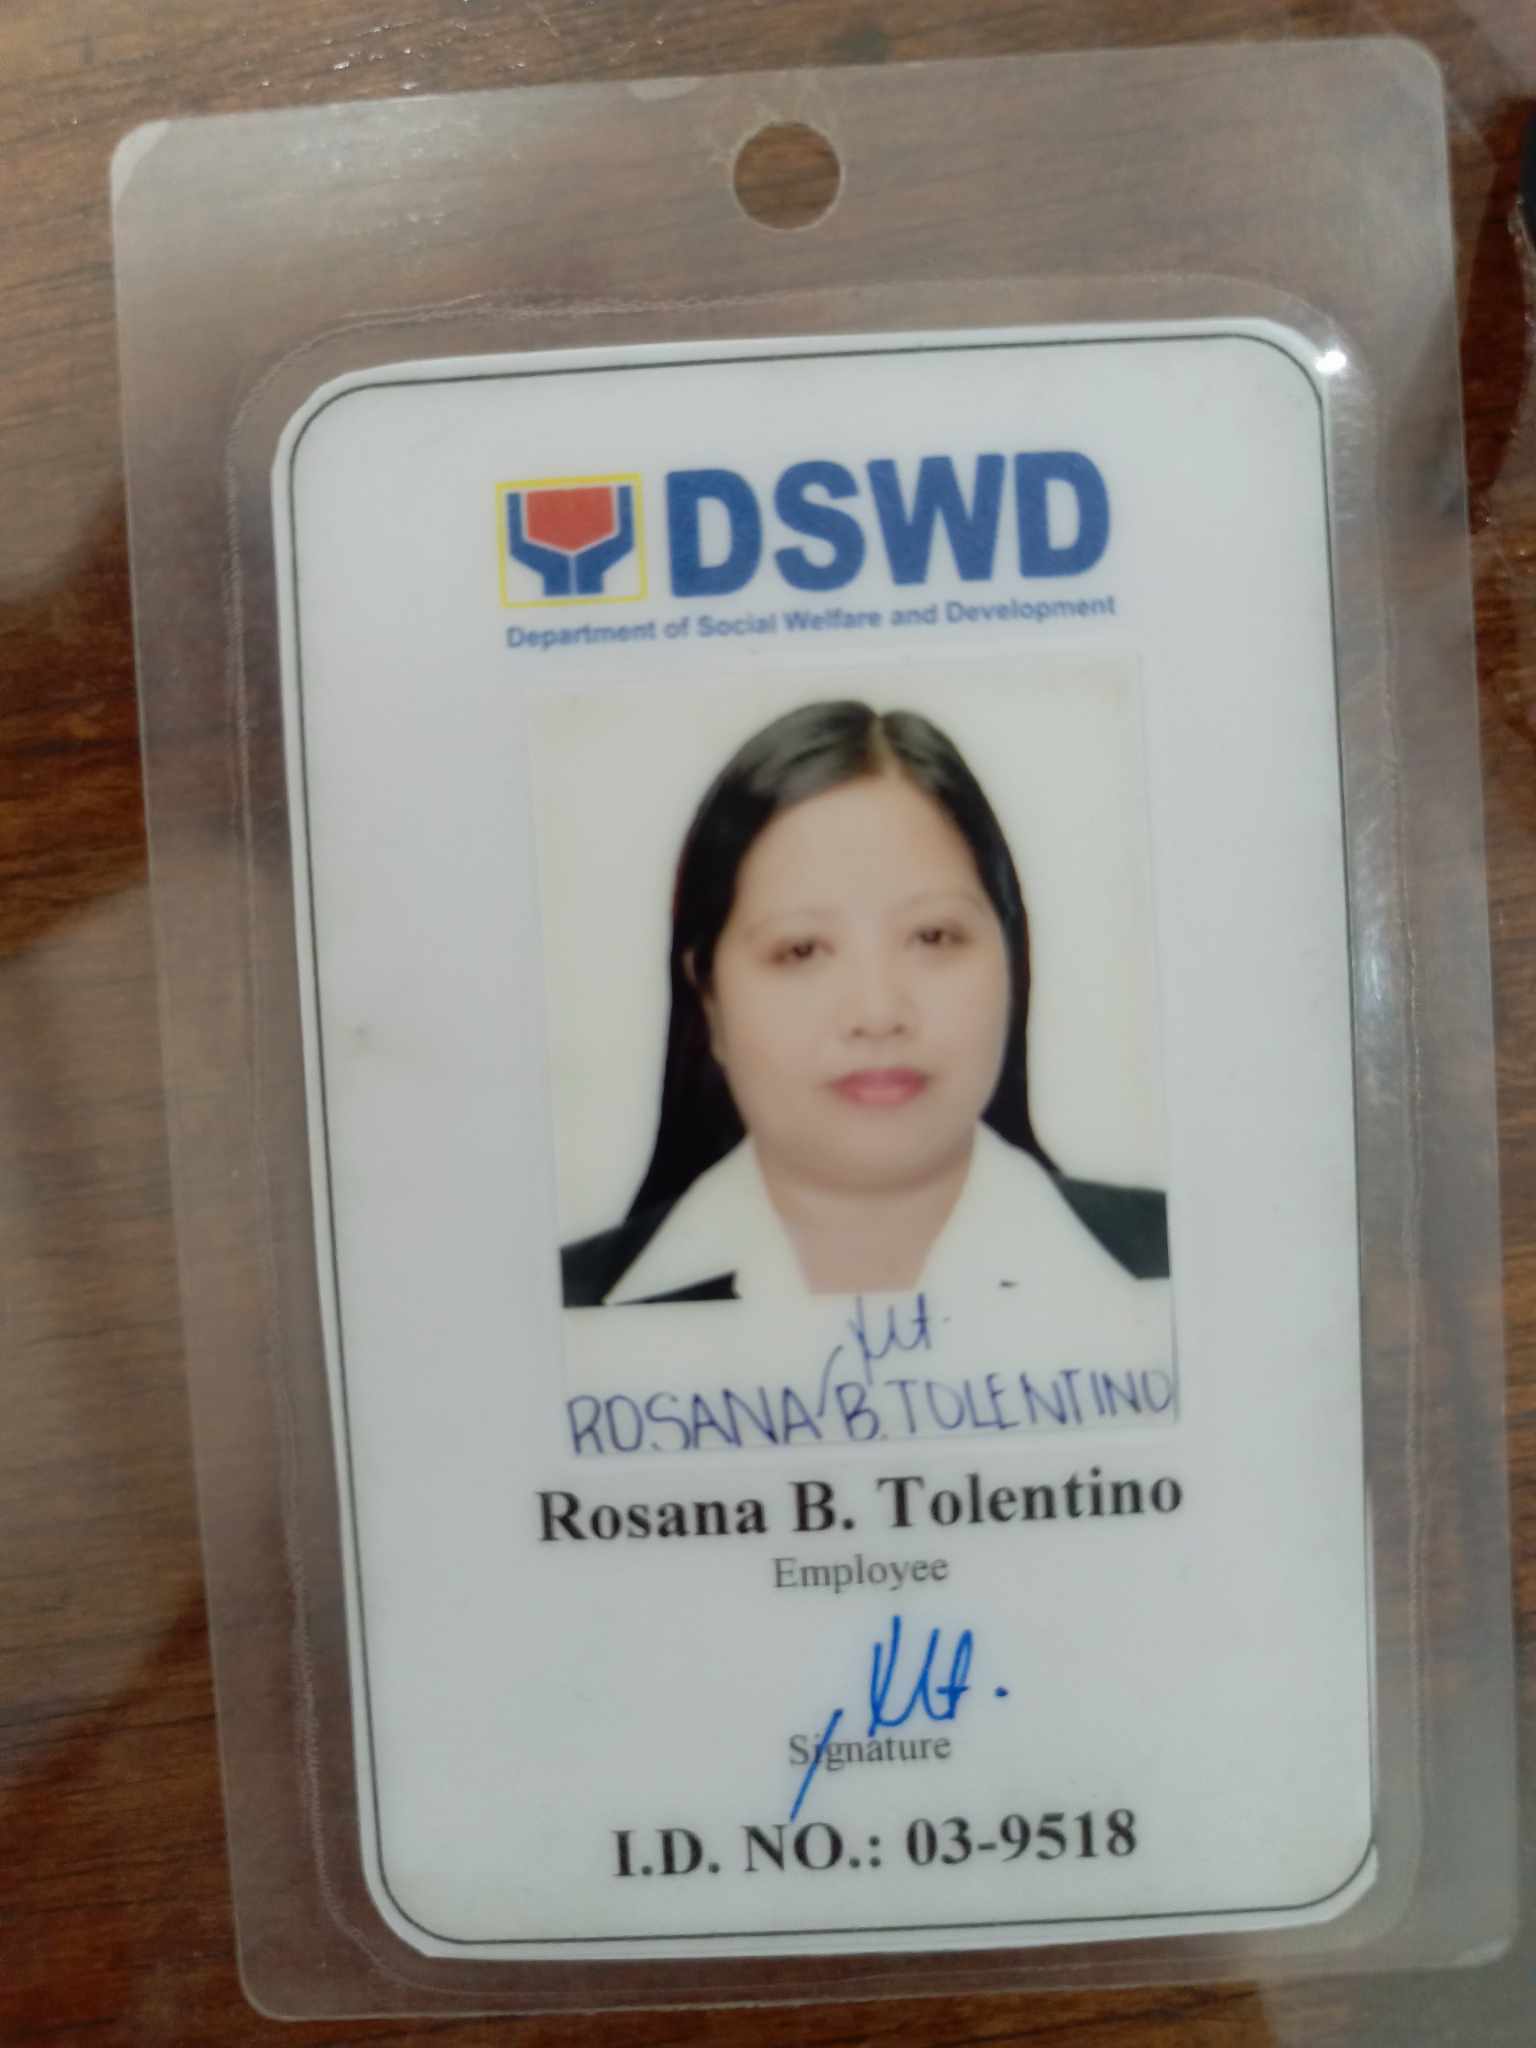 DSWD
Department of Social Welfare and Development
ROSANA B. TOLENTINO
Rosana B. Tolentino
Employee
Signature
I.D. NO.: 03-9518